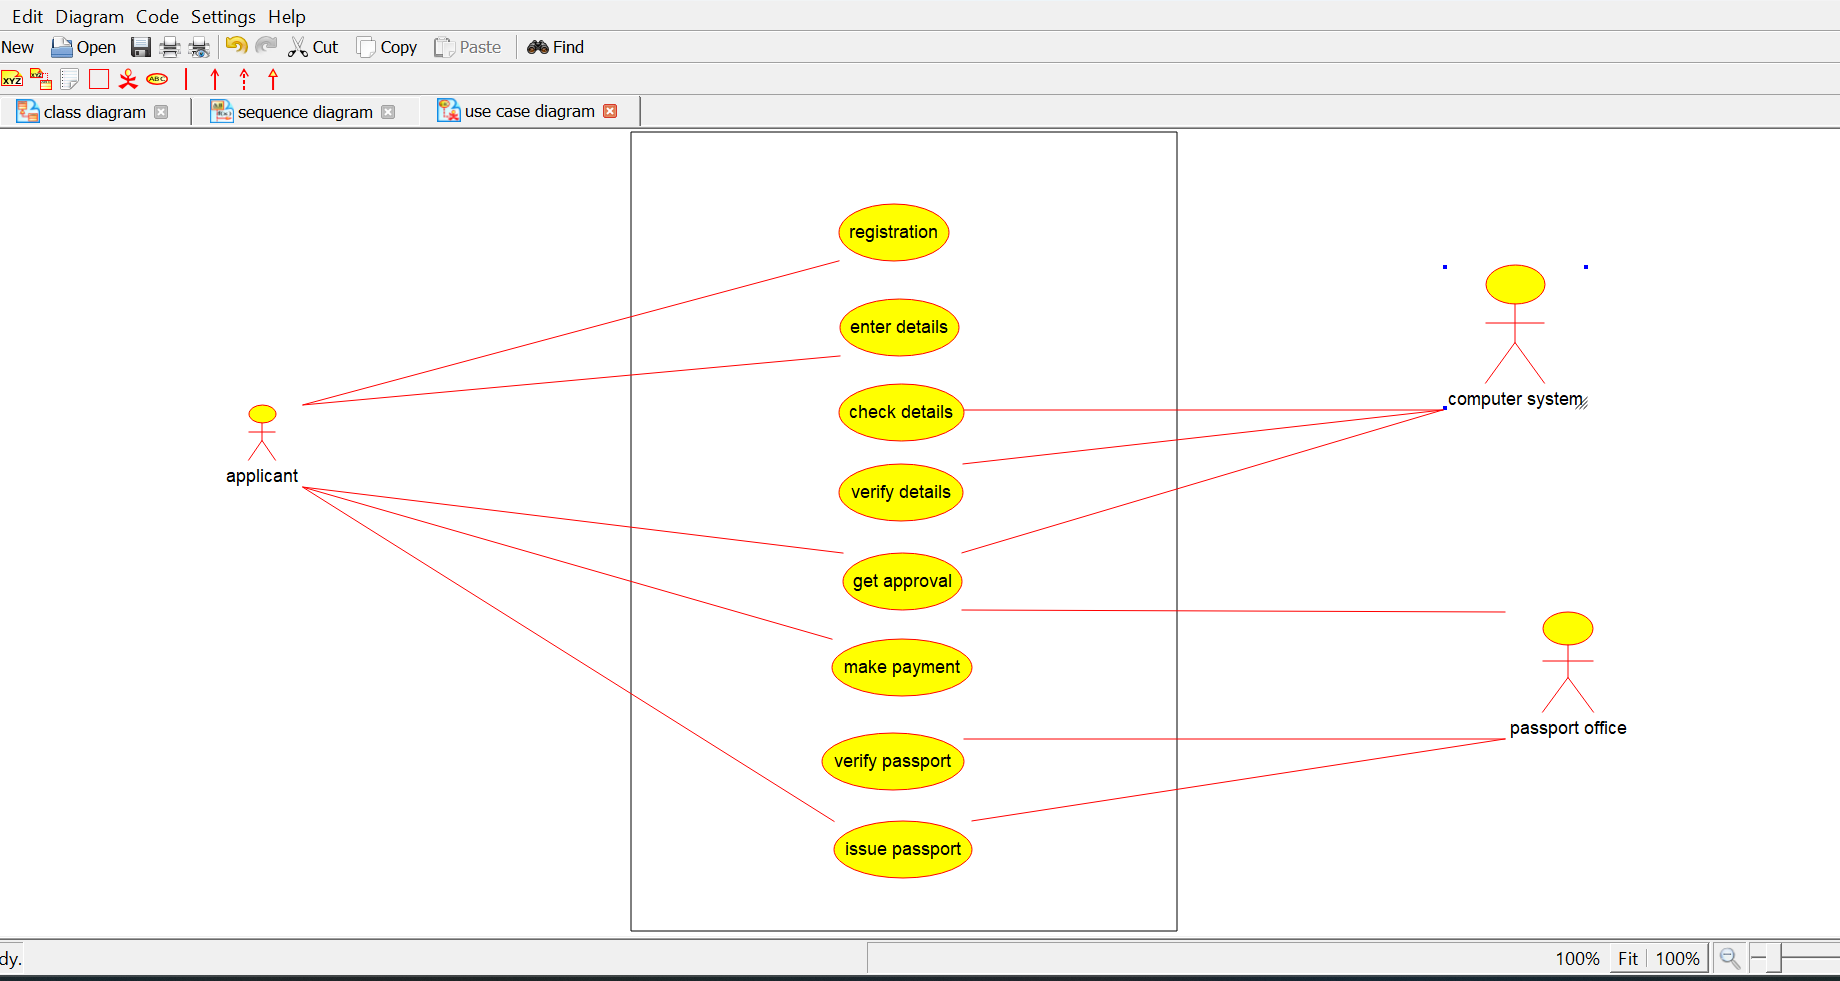 Edit Diagram Code Settings Help
New Open Cut Copy Paste Find
XYZ XYZ ABC
class diagram sequence diagram use case diagram
registration
enter details
check details
computer system
verify details
applicant
get approval
make payment
passport office
verify passport
issue passport
dy. 100% Fit 100%